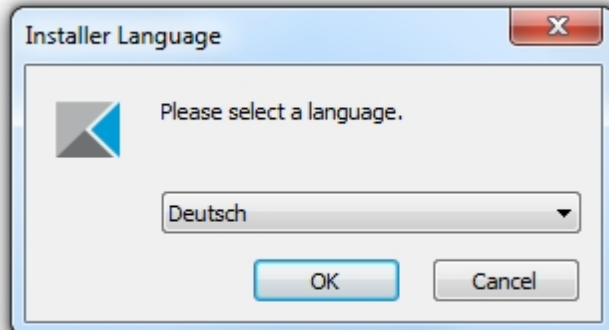 Installer Language
Please select a language.
Deutsch
OK
Cancel